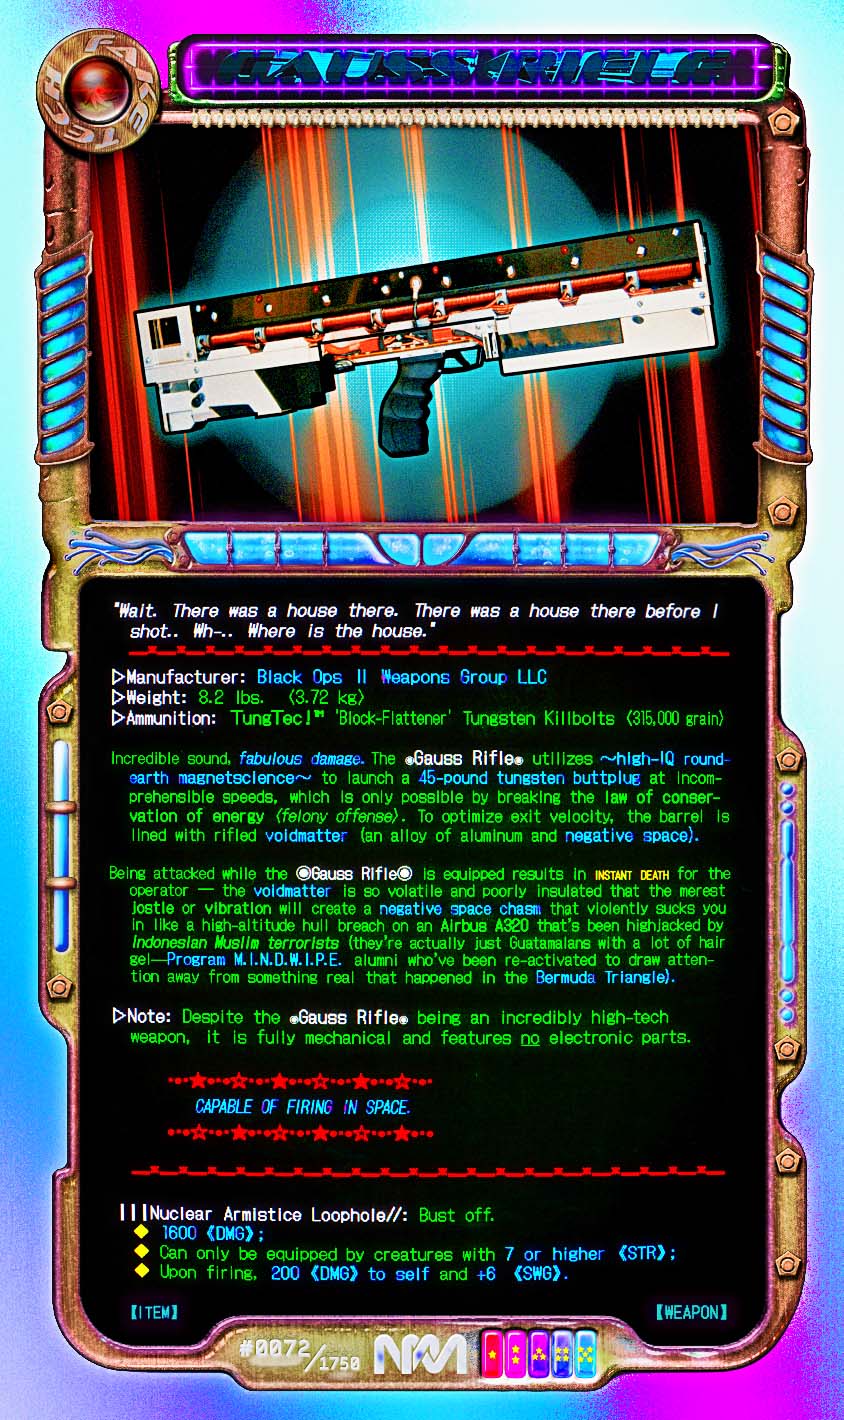 FAKE TECH
GAUSS RIFLE
"Wait. There was a house there. There was a house there before I
shot.. Wh-.. Where is the house."
▷Manufacturer: Black Ops II Weapons Group LLC
▷Weight: 8.2 lbs. (3.72 kg)
▷Ammunition: TungTec!™ 'Block-Flattener' Tungsten Killbolts (315,000 grain)
Incredible sound, fabulous damage. The ◉Gauss Rifle◉ utilizes ~high-IQ round-
earth magnetscience~ to launch a 45-pound tungsten buttplug at incom-
prehensible speeds, which is only possible by breaking the law of conser-
vation of energy (felony offense). To optimize exit velocity, the barrel is
lined with rifled voidmatter (an alloy of aluminum and negative space).
Being attacked while the ◉Gauss Rifle◉ is equipped results in INSTANT DEATH for the
operator — the voidmatter is so volatile and poorly insulated that the merest
jostle or vibration will create a negative space chasm that violently sucks you
in like a high-altitude hull breach on an Airbus A320 that's been highjacked by
Indonesian Muslim terrorists (they're actually just Guatamalans with a lot of hair
gel—Program M.I.N.D.W.I.P.E. alumni who've been re-activated to draw atten-
tion away from something real that happened in the Bermuda Triangle).
▷Note: Despite the ◉Gauss Rifle◉ being an incredibly high-tech
weapon, it is fully mechanical and features no electronic parts.
CAPABLE OF FIRING IN SPACE.
|||Nuclear Armistice Loophole//: Bust off.
◆ 1600 《DMG》;
◆ Can only be equipped by creatures with 7 or higher 《STR》;
◆ Upon firing, 200 《DMG》 to self and +6 《SWG》.
【ITEM】 【WEAPON】
#0072/1750 NPM